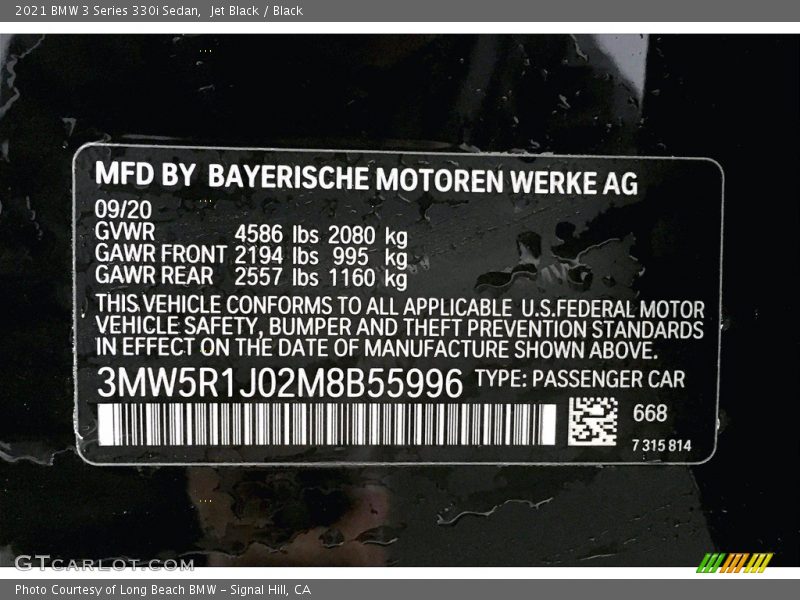 2021 BMW 3 Series 330i Sedan, Jet Black / Black
MFD BY BAYERISCHE MOTOREN WERKE AG
09/20
GVWR 4586 lbs 2080 kg
GAWR FRONT 2194 lbs 995 kg
GAWR REAR 2557 lbs 1160 kg
THIS VEHICLE CONFORMS TO ALL APPLICABLE U.S.FEDERAL MOTOR
VEHICLE SAFETY, BUMPER AND THEFT PREVENTION STANDARDS
IN EFFECT ON THE DATE OF MANUFACTURE SHOWN ABOVE.
3MW5R1J02M8B55996 TYPE: PASSENGER CAR
668
7 315 814
GTCARLOT.COM
Photo Courtesy of Long Beach BMW - Signal Hill, CA